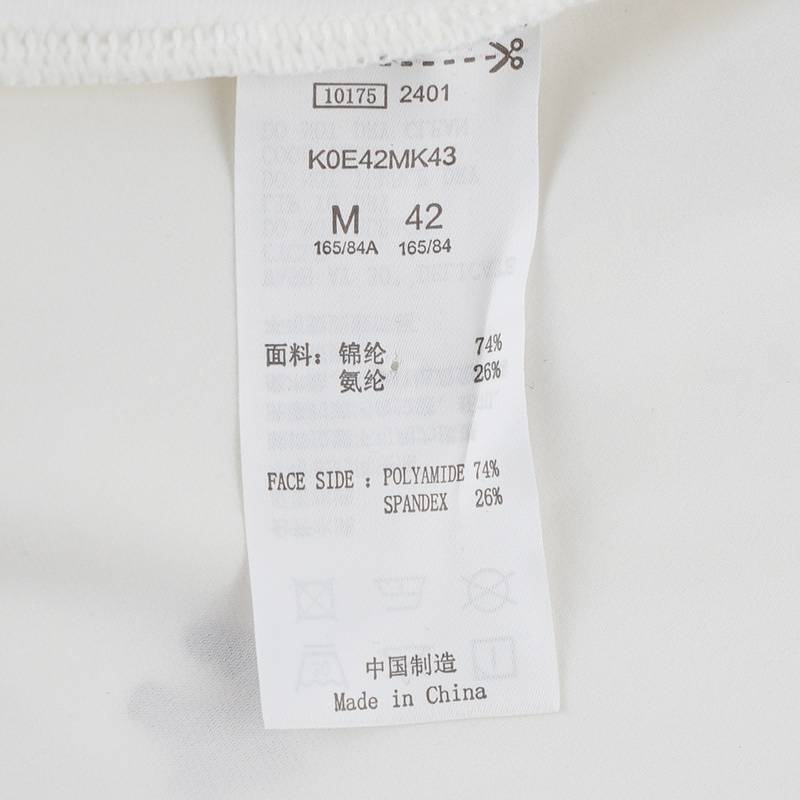 10175 2401
K0E42MK43
M 42
165/84A 165/84
面料：锦纶 74%
氨纶 26%
FACE SIDE : POLYAMIDE 74%
SPANDEX 26%
中国制造
Made in China